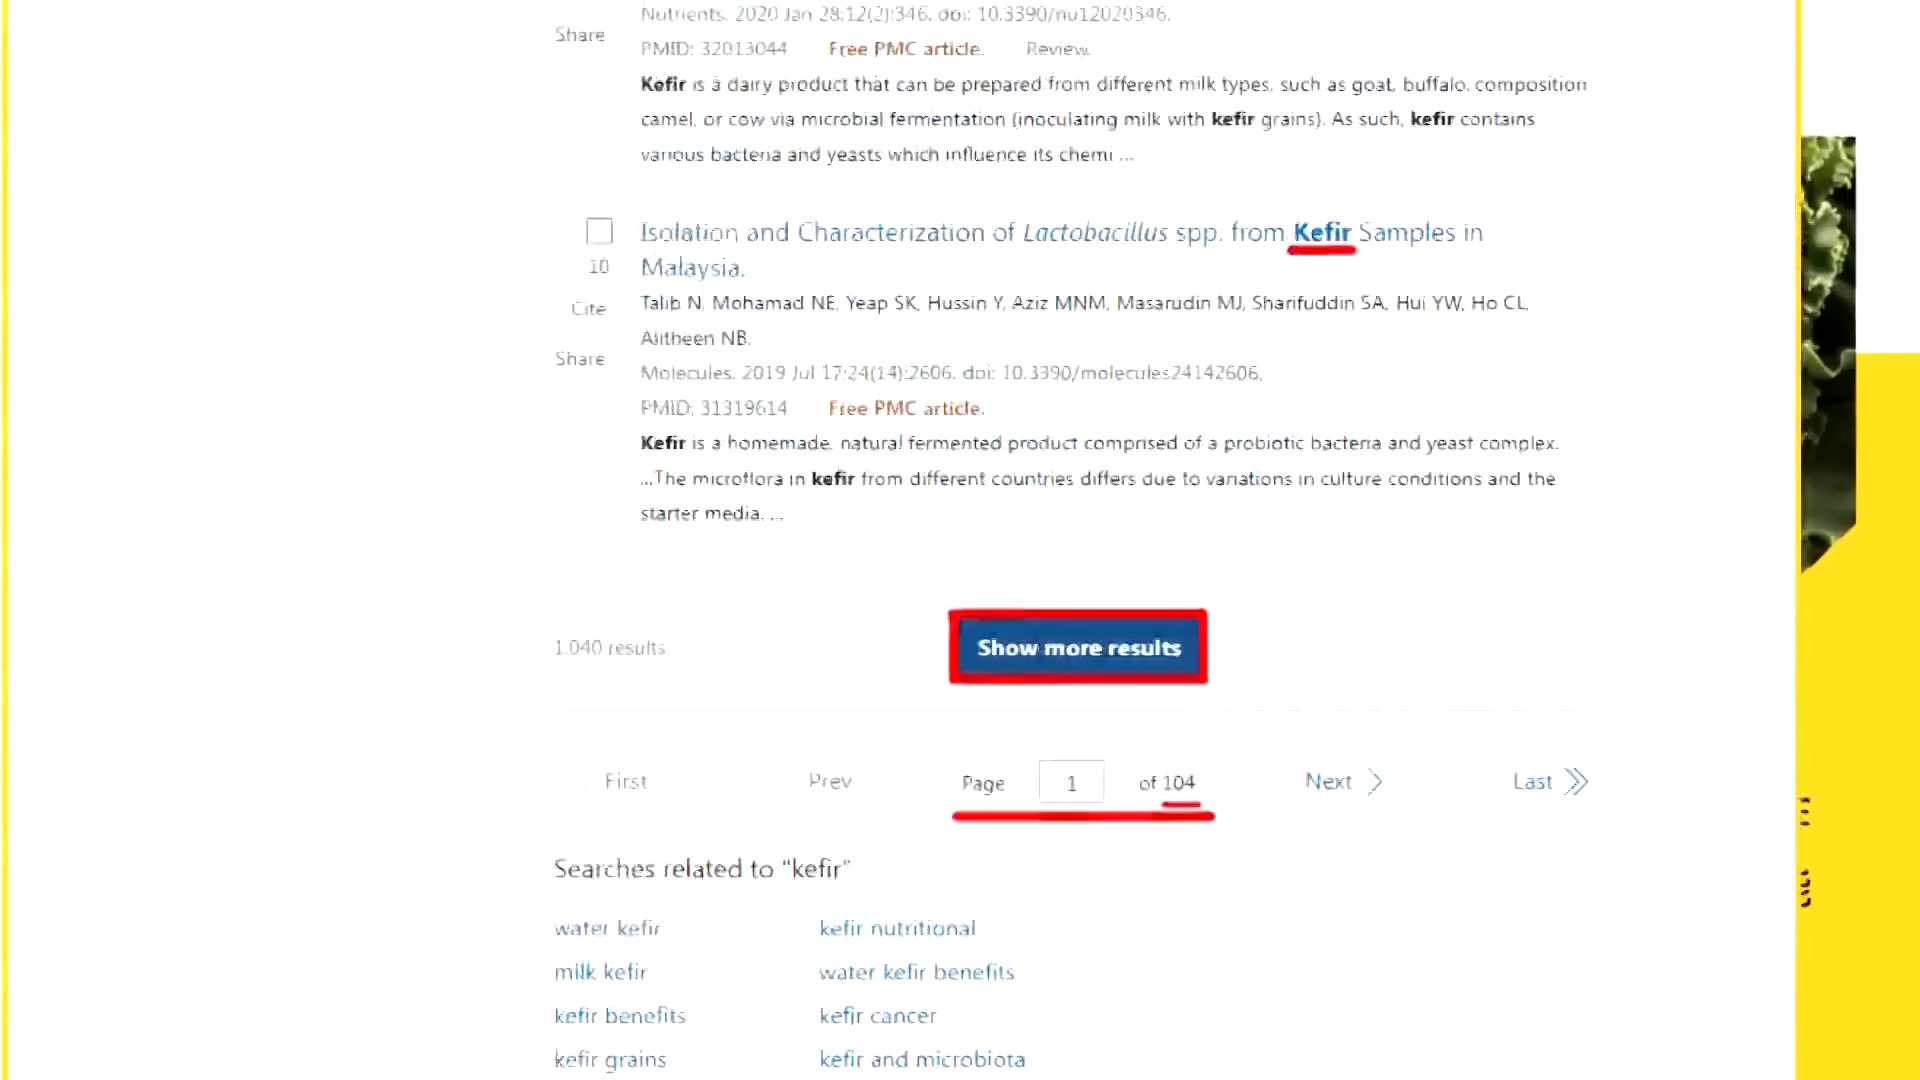 Nutrients. 2020 Jan 28;12(2):346. doi: 10.3390/nu12020346.
Share
PMID: 32013044 Free PMC article. Review.
Kefir is a dairy product that can be prepared from different milk types, such as goat, buffalo, composition
camel, or cow via microbial fermentation (inoculating milk with kefir grains). As such, kefir contains
various bacteria and yeasts which influence its chemi ...
Isolation and Characterization of Lactobacillus spp. from Kefir Samples in
10 Malaysia.
Cite Talib N, Mohamad NE, Yeap SK, Hussin Y, Aziz MNM, Masarudin MJ, Sharifuddin SA, Hui YW, Ho CL,
Alitheen NB.
Share
Molecules. 2019 Jul 17;24(14):2606. doi: 10.3390/molecules24142606.
PMID: 31319614 Free PMC article.
Kefir is a homemade, natural fermented product comprised of a probiotic bacteria and yeast complex.
...The microflora in kefir from different countries differs due to variations in culture conditions and the
starter media. ...
1,040 results Show more results
First Prev Page 1 of 104 Next Last
Searches related to "kefir"
water kefir kefir nutritional
milk kefir water kefir benefits
kefir benefits kefir cancer
kefir grains kefir and microbiota